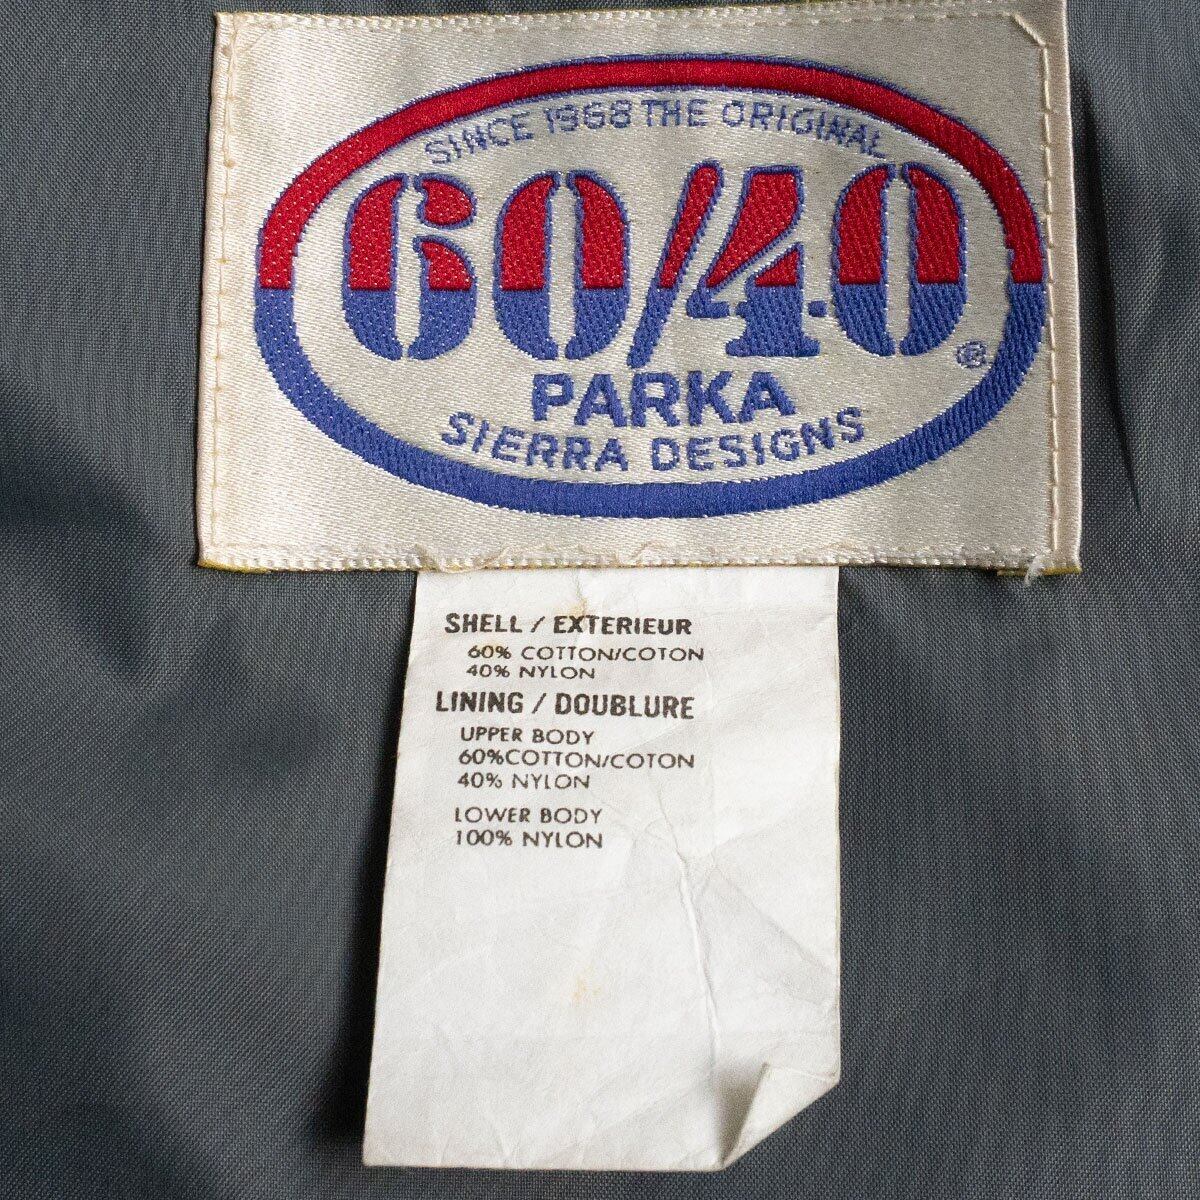 SINCE 1968 THE ORIGINAL
60/40®
PARKA
SIERRA DESIGNS
SHELL / EXTERIEUR
60% COTTON/COTON
40% NYLON
LINING / DOUBLURE
UPPER BODY
60%COTTON/COTON
40% NYLON
LOWER BODY
100% NYLON